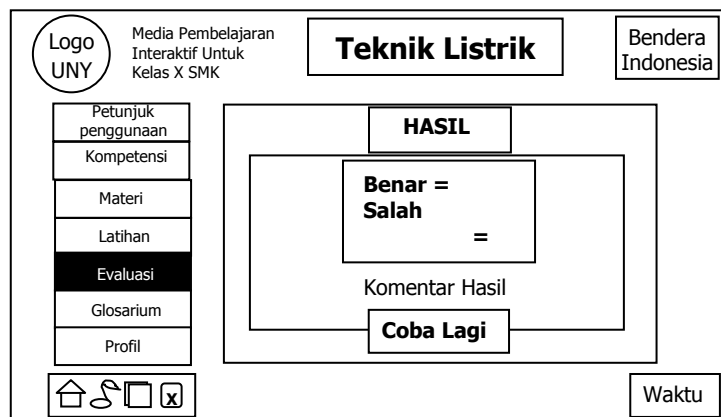 Logo
UNY
Media Pembelajaran
Interaktif Untuk
Kelas X SMK
Teknik Listrik
Bendera
Indonesia
Petunjuk
penggunaan
Kompetensi
Materi
Latihan
Evaluasi
Glosarium
Profil
HASIL
Benar =
Salah
=
Komentar Hasil
Coba Lagi
x
Waktu